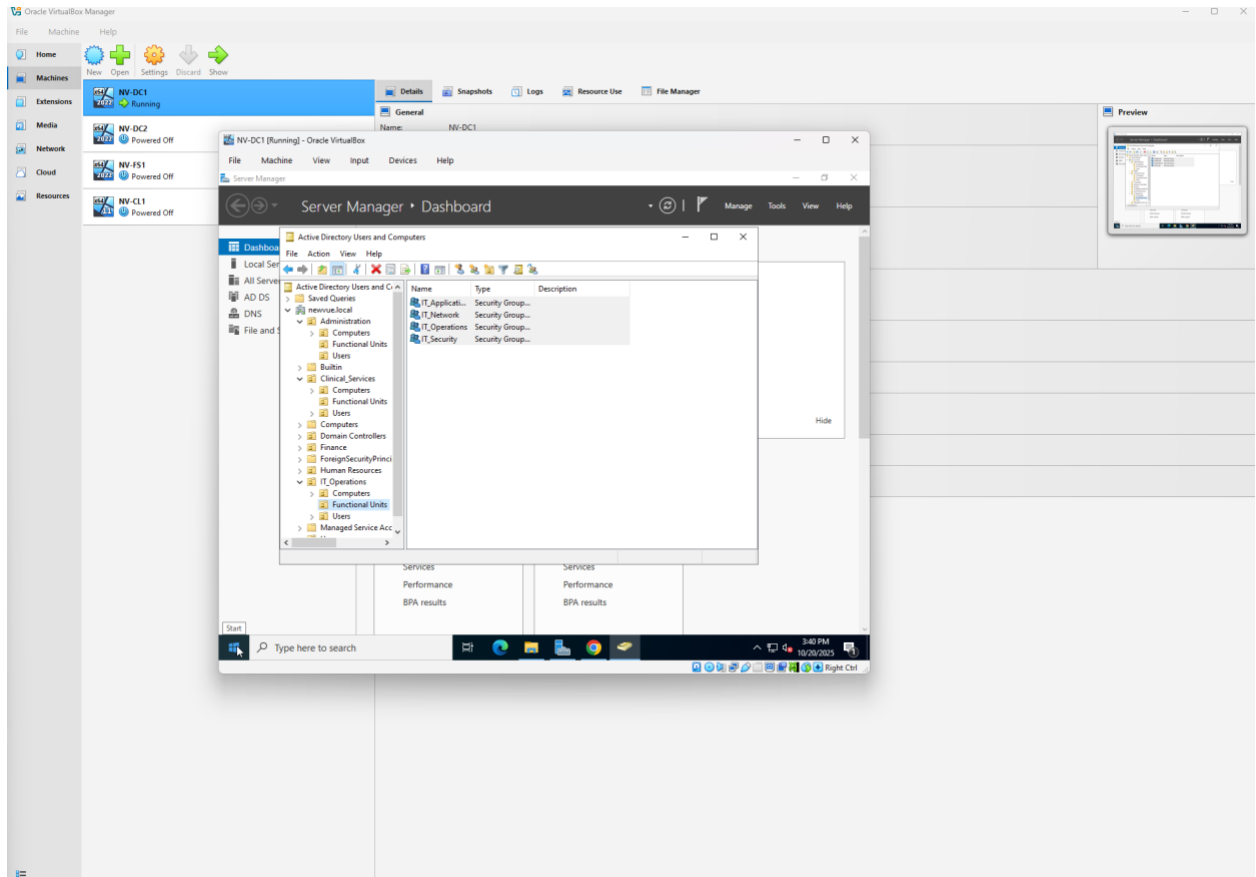 Oracle VirtualBox Manager
File Machine Help
Home
Machines
Extensions
Media
Network
Cloud
Resources
New Open Settings Discard Show
NV-DC1
Running
NV-DC2
Powered Off
NV-FS1
Powered Off
NV-CL1
Powered Off
Details Snapshots Logs Resource Use File Manager
General
Name: NV-DC1
Preview
NV-DC1 [Running] - Oracle VirtualBox
File Machine View Input Devices Help
Server Manager
Server Manager • Dashboard
Manage Tools View Help
Dashboa
Local Ser
All Serve
AD DS
DNS
File and S
Active Directory Users and Computers
File Action View Help
Active Directory Users and C
Saved Queries
newvue.local
Administration
Computers
Functional Units
Users
Builtin
Clinical_Services
Computers
Functional Units
Users
Computers
Domain Controllers
Finance
ForeignSecurityPrinci
Human Resources
IT_Operations
Computers
Functional Units
Users
Managed Service Acc
Name Type Description
IT_Applicati... Security Group...
IT_Network Security Group...
IT_Operations Security Group...
IT_Security Security Group...
Hide
Services Services
Performance Performance
BPA results BPA results
Start
Type here to search
3:40 PM
10/20/2025
Right Ctrl